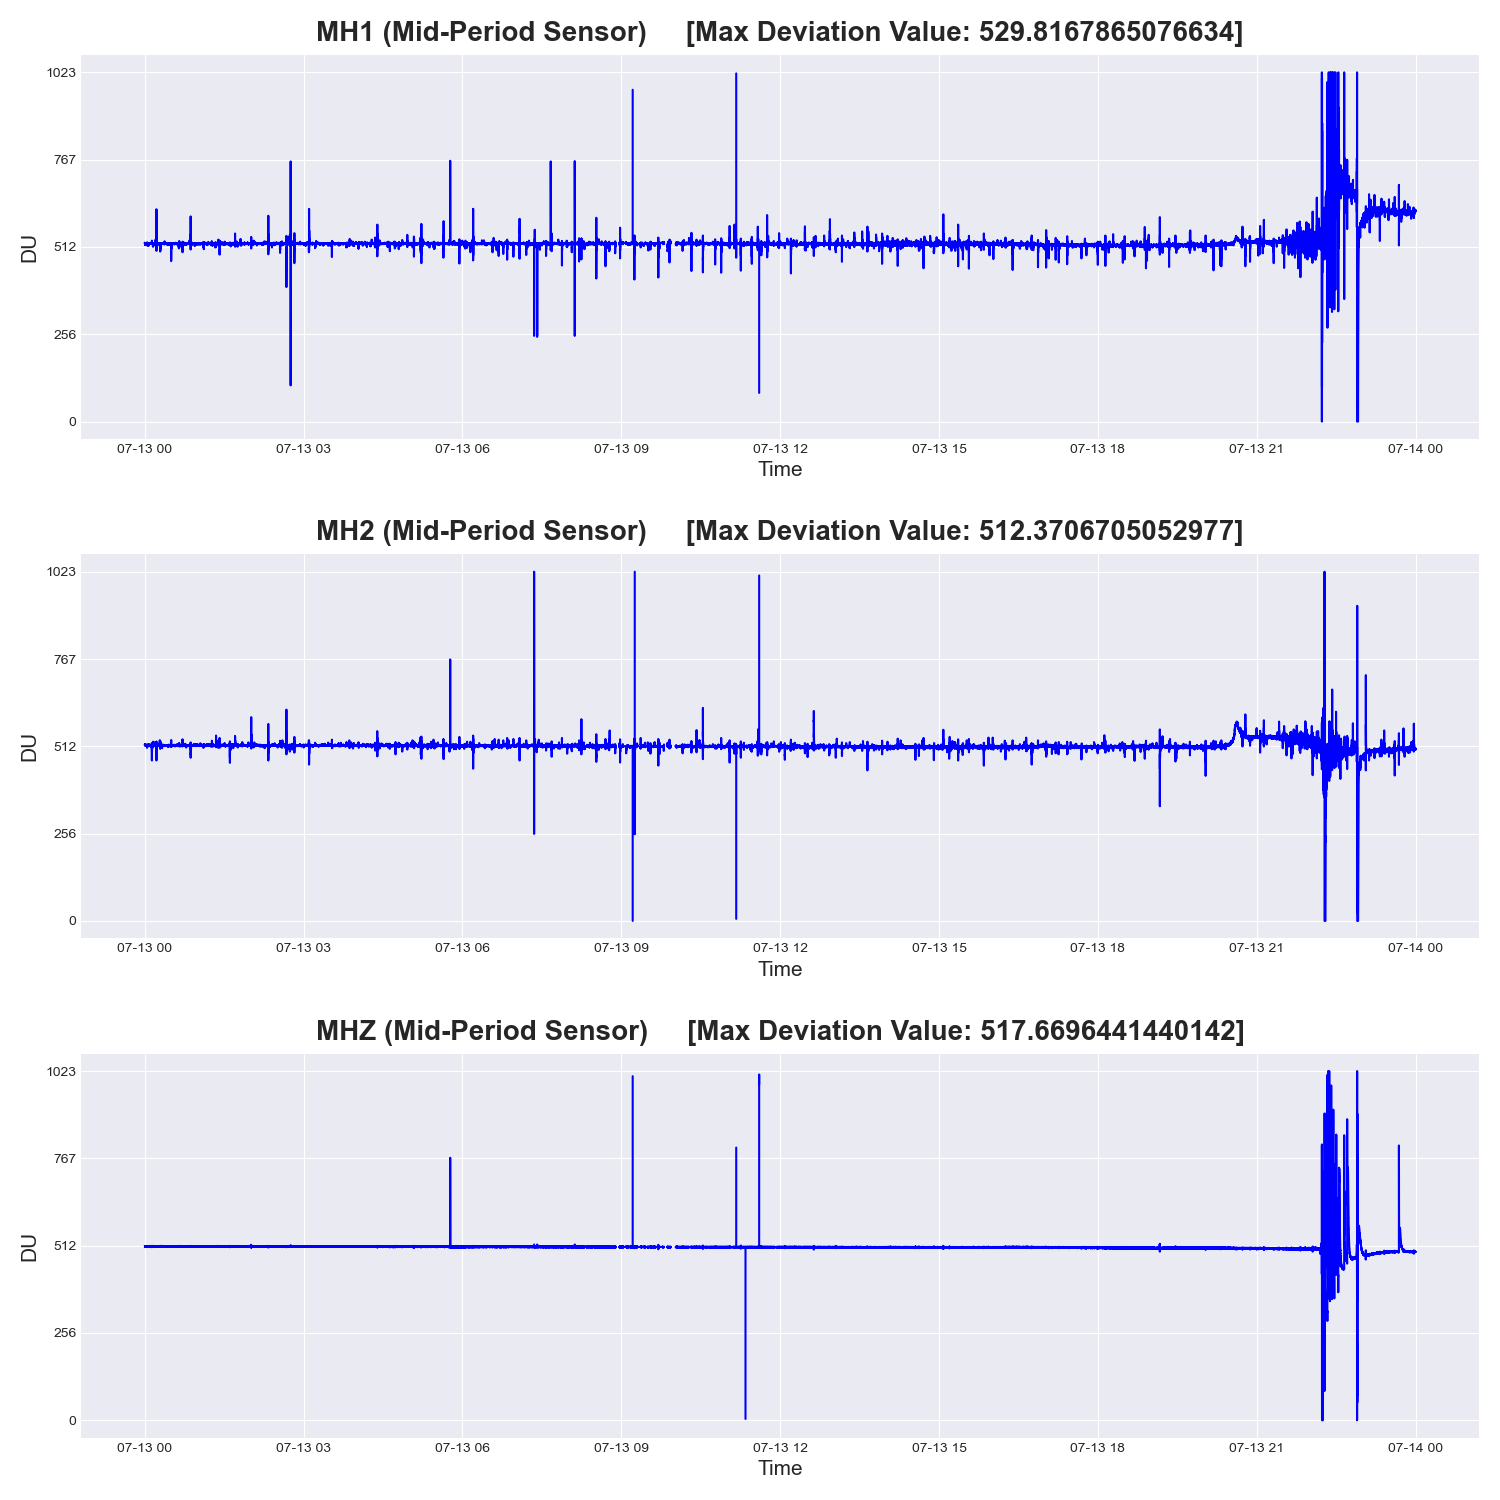 MH1 (Mid-Period Sensor)     [Max Deviation Value: 529.8167865076634]
1023
767
512
256
0
DU
07-13 00 07-13 03 07-13 06 07-13 09 07-13 12 07-13 15 07-13 18 07-13 21 07-14 00
Time
MH2 (Mid-Period Sensor)     [Max Deviation Value: 512.3706705052977]
1023
767
512
256
0
DU
07-13 00 07-13 03 07-13 06 07-13 09 07-13 12 07-13 15 07-13 18 07-13 21 07-14 00
Time
MHZ (Mid-Period Sensor)     [Max Deviation Value: 517.6696441440142]
1023
767
512
256
0
DU
07-13 00 07-13 03 07-13 06 07-13 09 07-13 12 07-13 15 07-13 18 07-13 21 07-14 00
Time